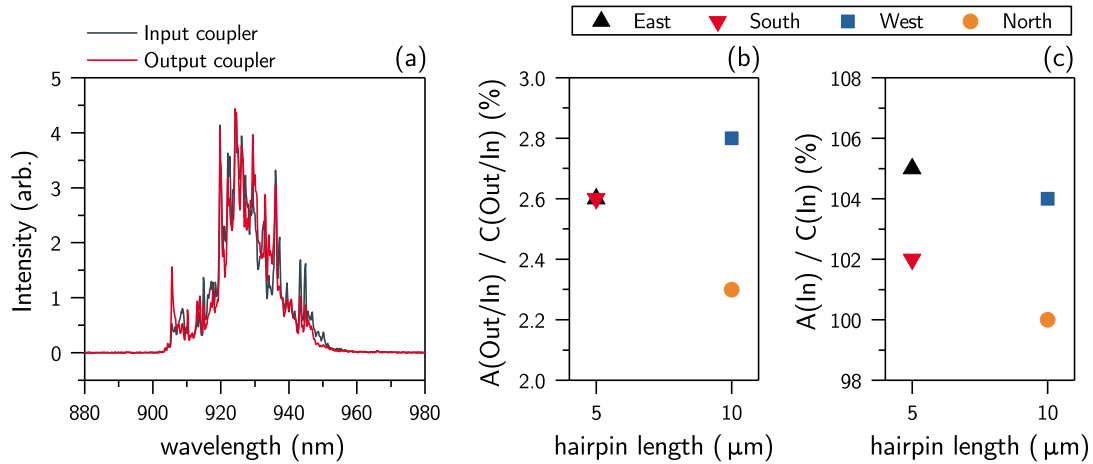 East South West North
Input coupler
Output coupler
(a)
(b)
(c)
5
4
3
2
1
0
Intensity (arb.)
880 900 920 940 960 980
wavelength (nm)
3.0
2.8
2.6
2.4
2.2
2.0
A(Out/In) / C(Out/In) (%)
5 10
hairpin length (μm)
108
106
104
102
100
98
A(In) / C(In) (%)
5 10
hairpin length (μm)